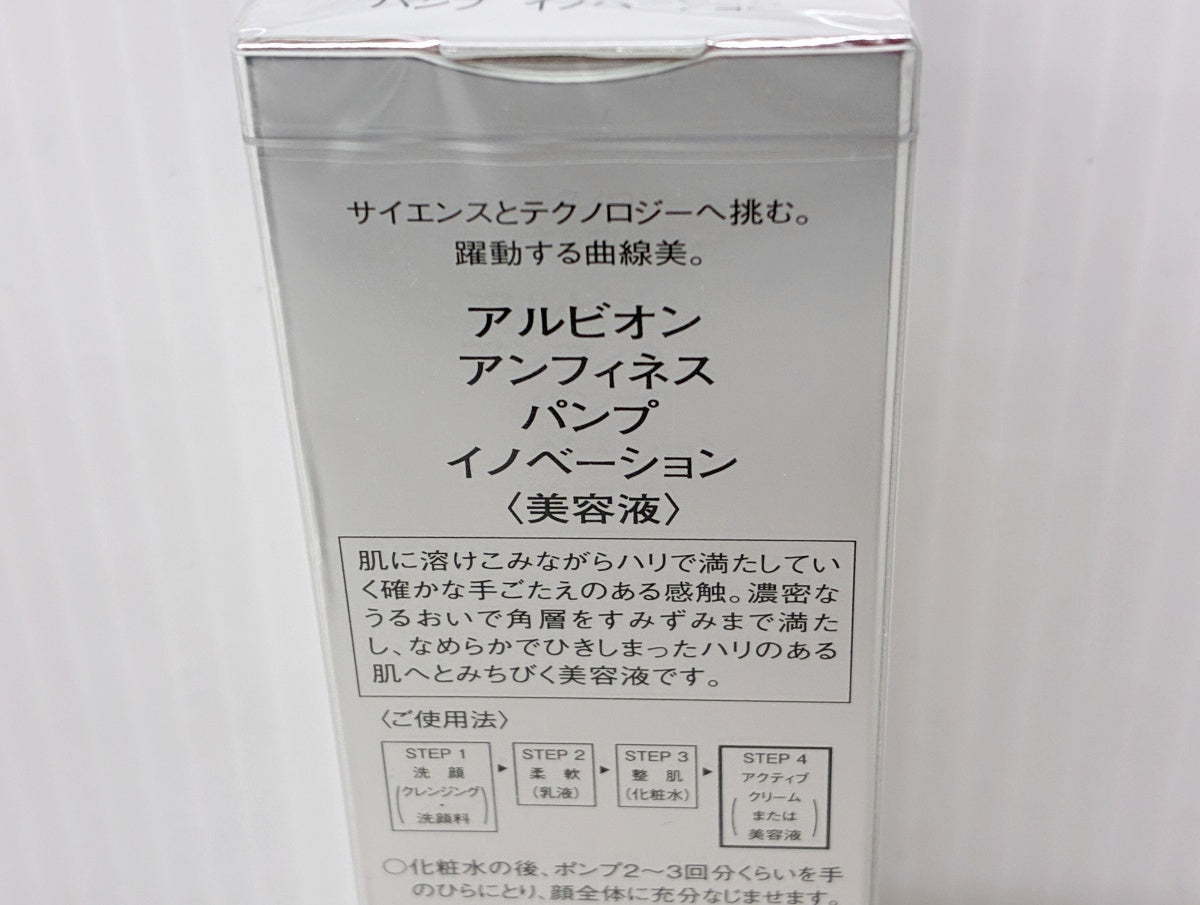 パンプ イノベーション
サイエンスとテクノロジーへ挑む。
躍動する曲線美。
アルビオン
アンフィネス
パンプ
イノベーション
〈美容液〉
肌に溶けこみながらハリで満たしてい
く確かな手ごたえのある感触。濃密な
うるおいで角層をすみずみまで満た
し、なめらかでひきしまったハリのある
肌へとみちびく美容液です。
〈ご使用法〉
STEP 1 ▶ STEP 2 ▶ STEP 3 ▶ STEP 4
洗 顔 柔 軟 整 肌 アクティブ
(クレンジング・洗顔料) (乳液) (化粧水) (クリームまたは美容液)
○化粧水の後、ポンプ2〜3回分くらいを手
のひらにとり、顔全体に充分なじませます。